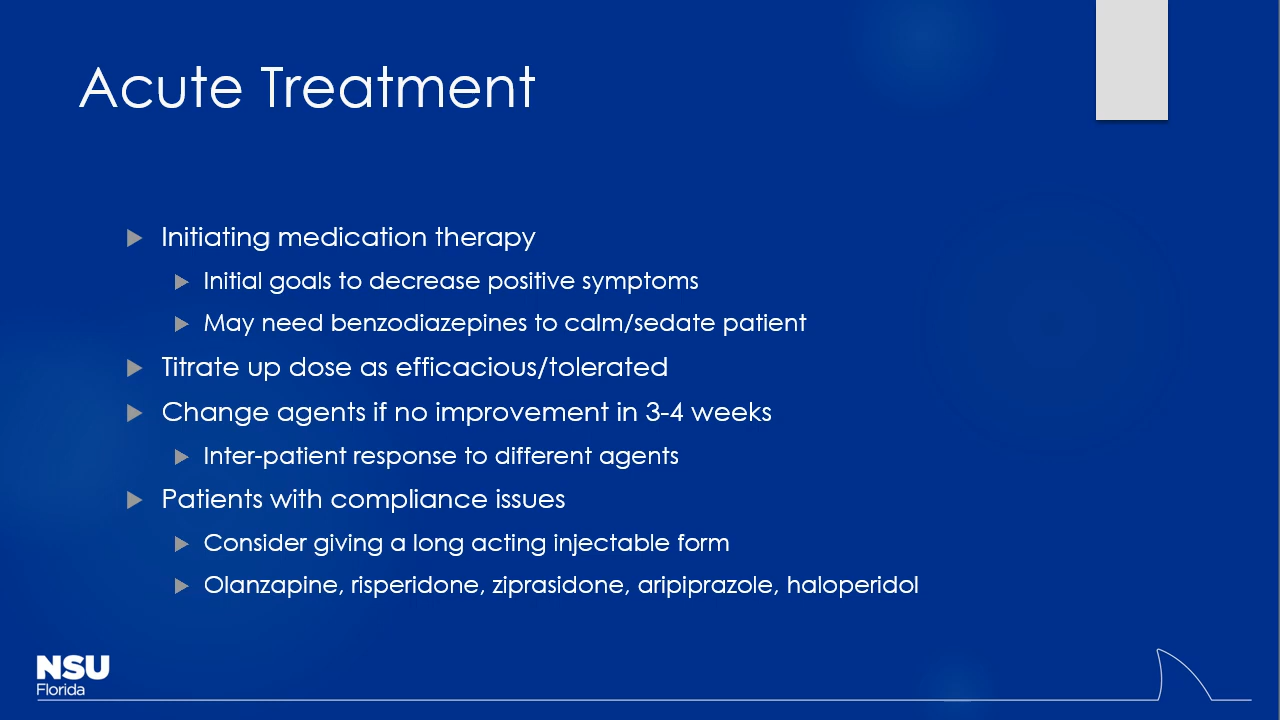 Acute Treatment
Initiating medication therapy
Initial goals to decrease positive symptoms
May need benzodiazepines to calm/sedate patient
Titrate up dose as efficacious/tolerated
Change agents if no improvement in 3-4 weeks
Inter-patient response to different agents
Patients with compliance issues
Consider giving a long acting injectable form
Olanzapine, risperidone, ziprasidone, aripiprazole, haloperidol
NSU
Florida